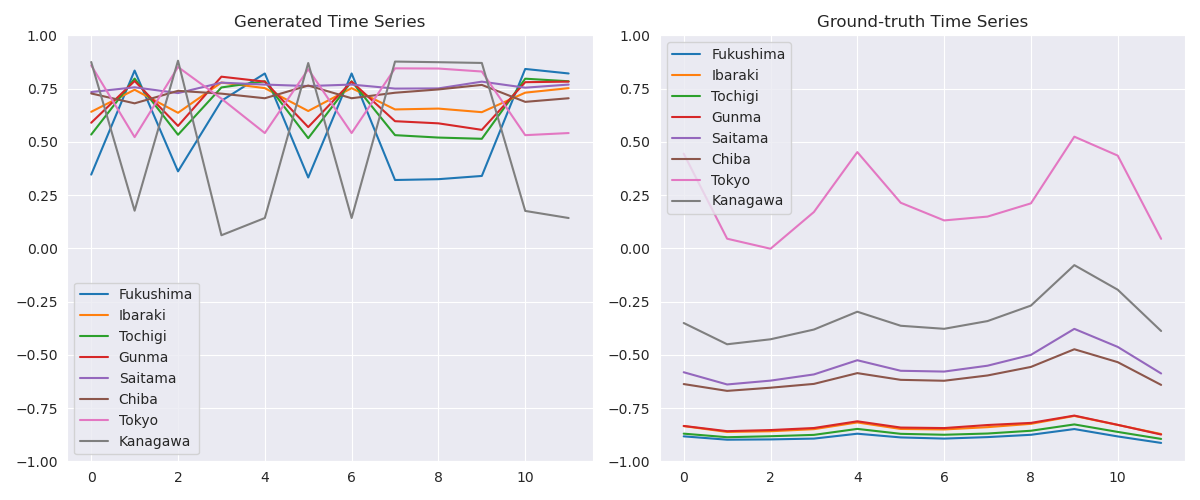 Generated Time Series
1.00
0.75
0.50
0.25
0.00
−0.25
−0.50
−0.75
−1.00
0
2
4
6
8
10
Fukushima
Ibaraki
Tochigi
Gunma
Saitama
Chiba
Tokyo
Kanagawa
Ground-truth Time Series
1.00
0.75
0.50
0.25
0.00
−0.25
−0.50
−0.75
−1.00
0
2
4
6
8
10
Fukushima
Ibaraki
Tochigi
Gunma
Saitama
Chiba
Tokyo
Kanagawa